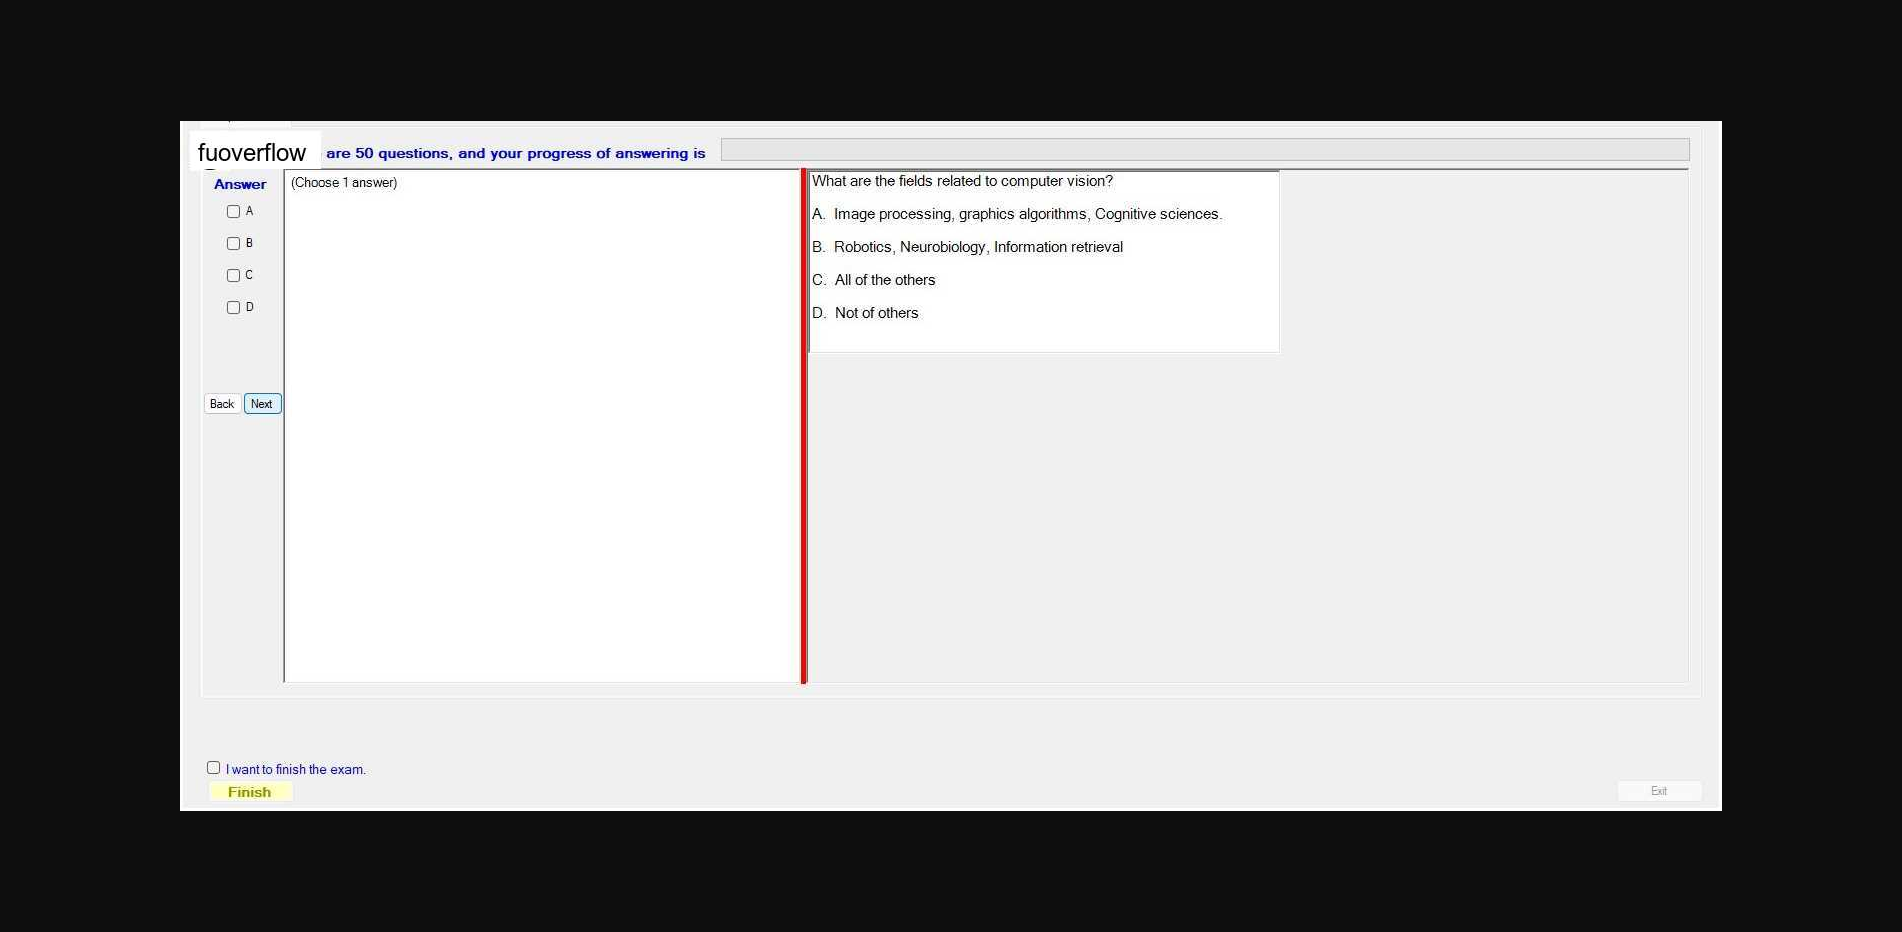 fuoverflow are 50 questions, and your progress of answering is
Answer
(Choose 1 answer)
A
B
C
D
Back Next
What are the fields related to computer vision?
A. Image processing, graphics algorithms, Cognitive sciences.
B. Robotics, Neurobiology, Information retrieval
C. All of the others
D. Not of others
I want to finish the exam.
Finish
Exit